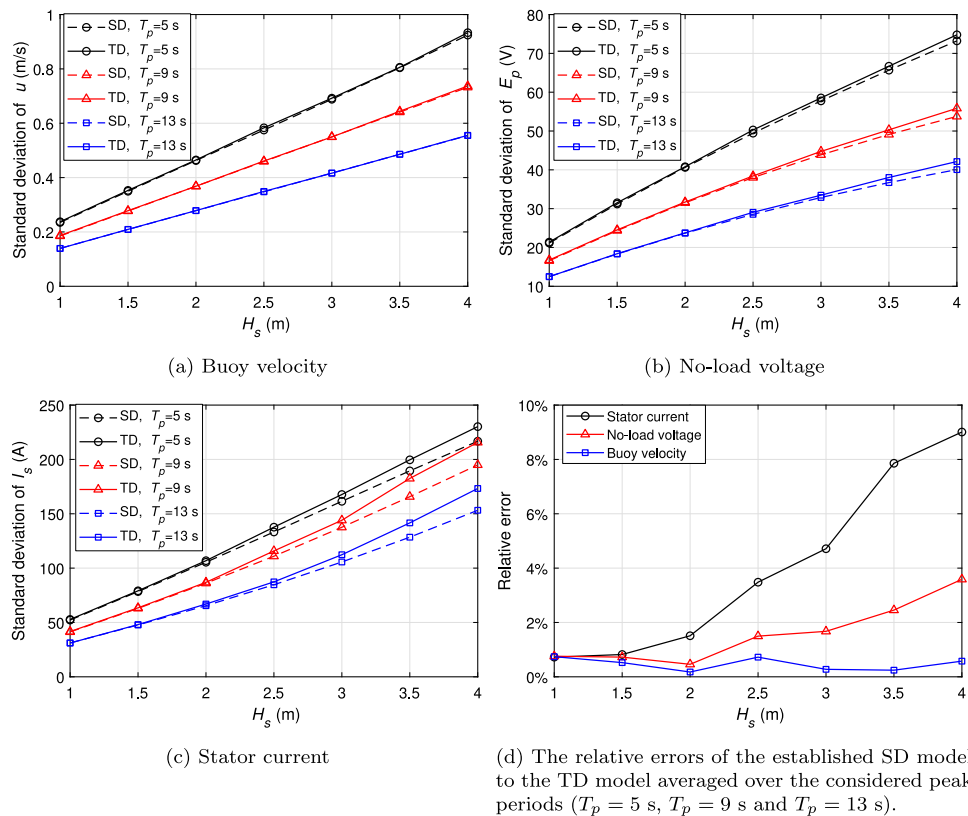 1
0.8
0.6
0.4
0.2
0
Standard deviation of u (m/s)
SD, T_p=5 s
TD, T_p=5 s
SD, T_p=9 s
TD, T_p=9 s
SD, T_p=13 s
TD, T_p=13 s
1 1.5 2 2.5 3 3.5 4
H_s (m)
(a) Buoy velocity
80
70
60
50
40
30
20
10
Standard deviation of E_p (V)
SD, T_p=5 s
TD, T_p=5 s
SD, T_p=9 s
TD, T_p=9 s
SD, T_p=13 s
TD, T_p=13 s
1 1.5 2 2.5 3 3.5 4
H_s (m)
(b) No-load voltage
250
200
150
100
50
0
Standard deviation of I_s (A)
SD, T_p=5 s
TD, T_p=5 s
SD, T_p=9 s
TD, T_p=9 s
SD, T_p=13 s
TD, T_p=13 s
1 1.5 2 2.5 3 3.5 4
H_s (m)
(c) Stator current
10%
8%
6%
4%
2%
0%
Relative error
Stator current
No-load voltage
Buoy velocity
1 1.5 2 2.5 3 3.5 4
H_s (m)
(d) The relative errors of the established SD model
to the TD model averaged over the considered peak
periods (T_p = 5 s, T_p = 9 s and T_p = 13 s).